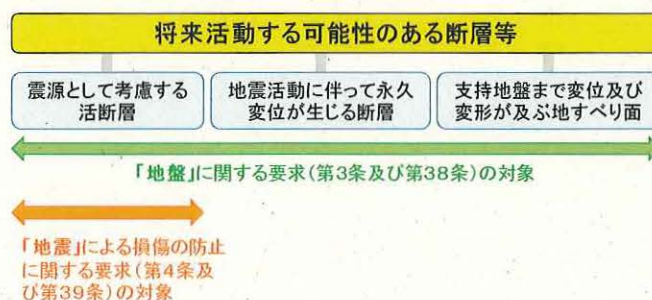 将来活動する可能性のある断層等
震源として考慮する
活断層
地震活動に伴って永久
変位が生じる断層
支持地盤まで変位及び
変形が及ぶ地すべり面
「地盤」に関する要求(第3条及び第38条)の対象
「地震」による損傷の防止
に関する要求(第4条及
び第39条)の対象